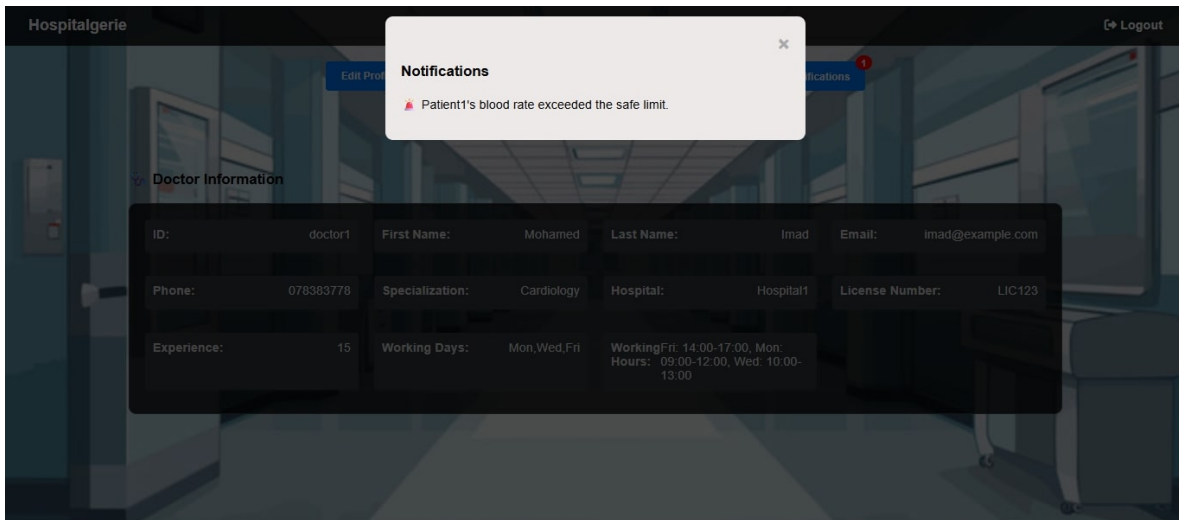 Hospitalgerie
Logout
Edit Prof
ifications
1
Notifications
Patient1's blood rate exceeded the safe limit.
Doctor Information
ID: doctor1
First Name: Mohamed
Last Name: Imad
Email: imad@example.com
Phone: 078383778
Specialization: Cardiology
Hospital: Hospital1
License Number: LIC123
Experience: 15
Working Days: Mon,Wed,Fri
Working Hours: Fri: 14:00-17:00, Mon:
09:00-12:00, Wed: 10:00-
13:00